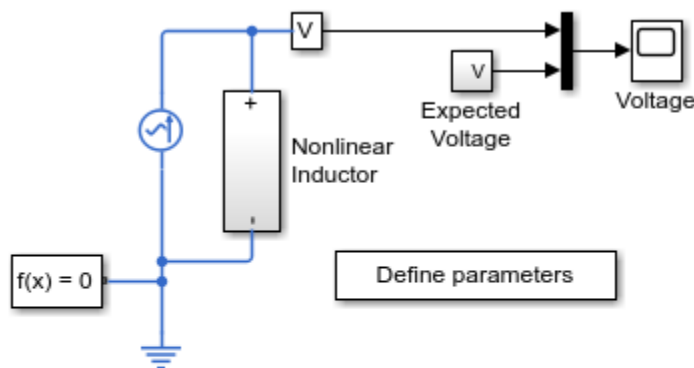 V
V
Expected
Voltage
Voltage
+
Nonlinear
Inductor
-
f(x) = 0
Define parameters